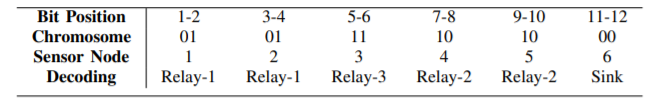 Bit Position 1-2 3-4 5-6 7-8 9-10 11-12
Chromosome 01 01 11 10 10 00
Sensor Node 1 2 3 4 5 6
Decoding Relay-1 Relay-1 Relay-3 Relay-2 Relay-2 Sink